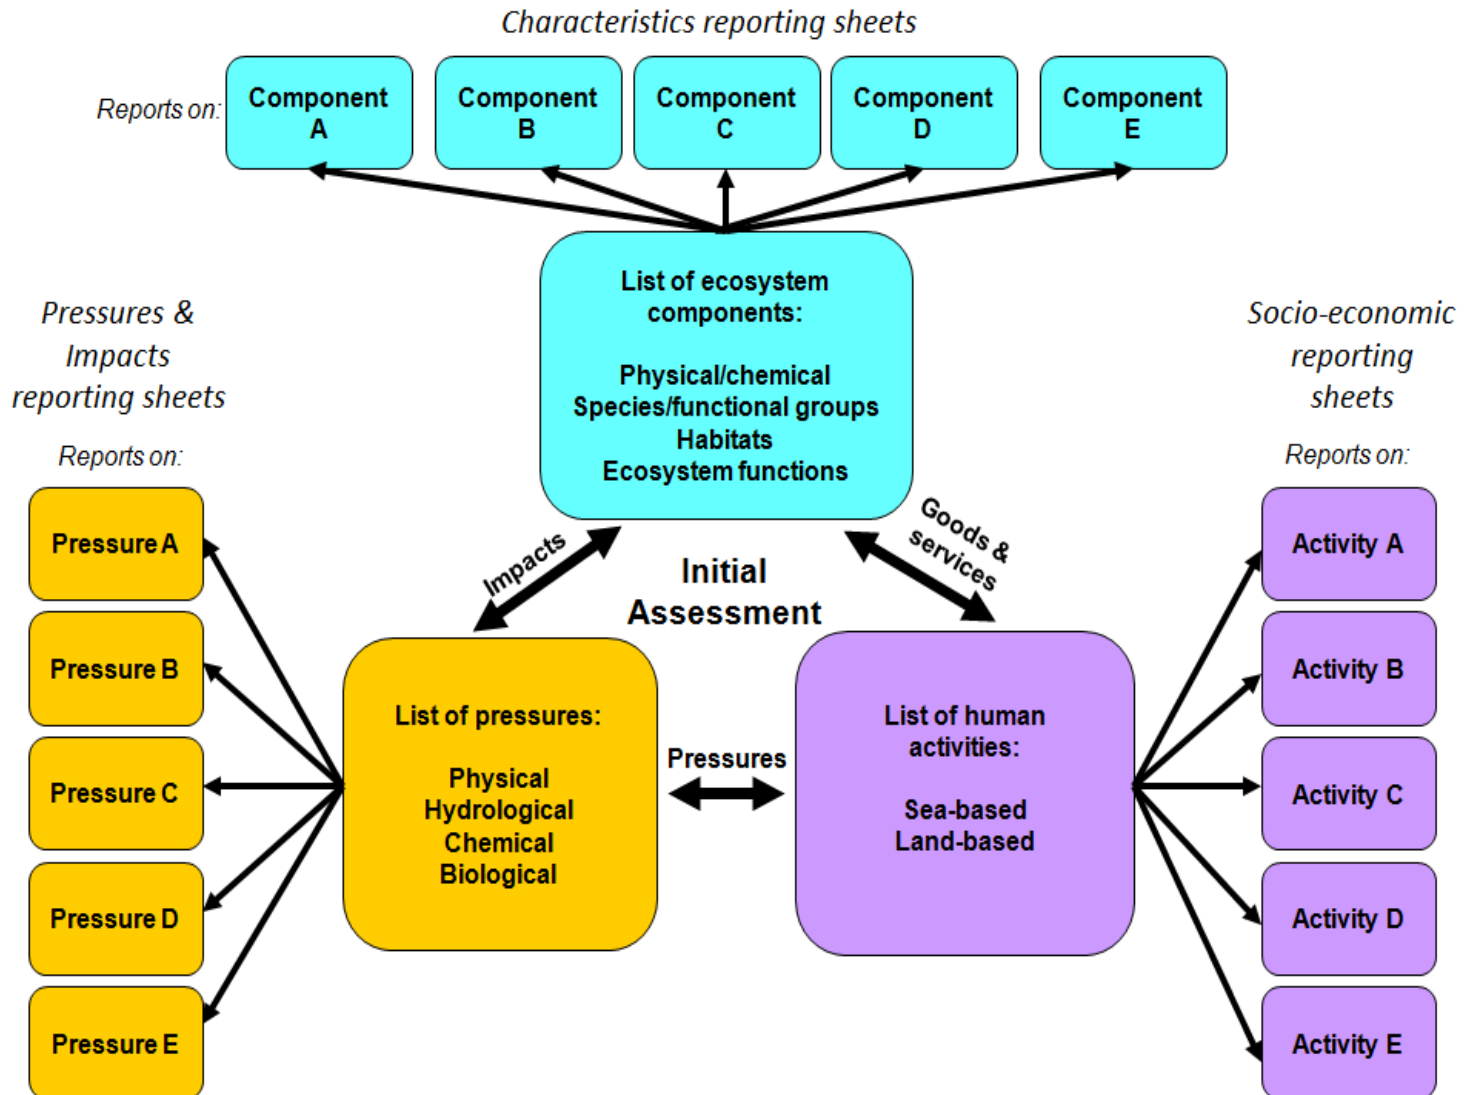 Characteristics reporting sheets
Reports on:
Component
A
Component
B
Component
C
Component
D
Component
E
List of ecosystem
components:
Physical/chemical
Species/functional groups
Habitats
Ecosystem functions
Pressures &
Impacts
reporting sheets
Reports on:
Pressure A
Pressure B
Pressure C
Pressure D
Pressure E
Impacts
Initial
Assessment
Goods &
services
List of pressures:
Physical
Hydrological
Chemical
Biological
Pressures
List of human
activities:
Sea-based
Land-based
Socio-economic
reporting
sheets
Reports on:
Activity A
Activity B
Activity C
Activity D
Activity E